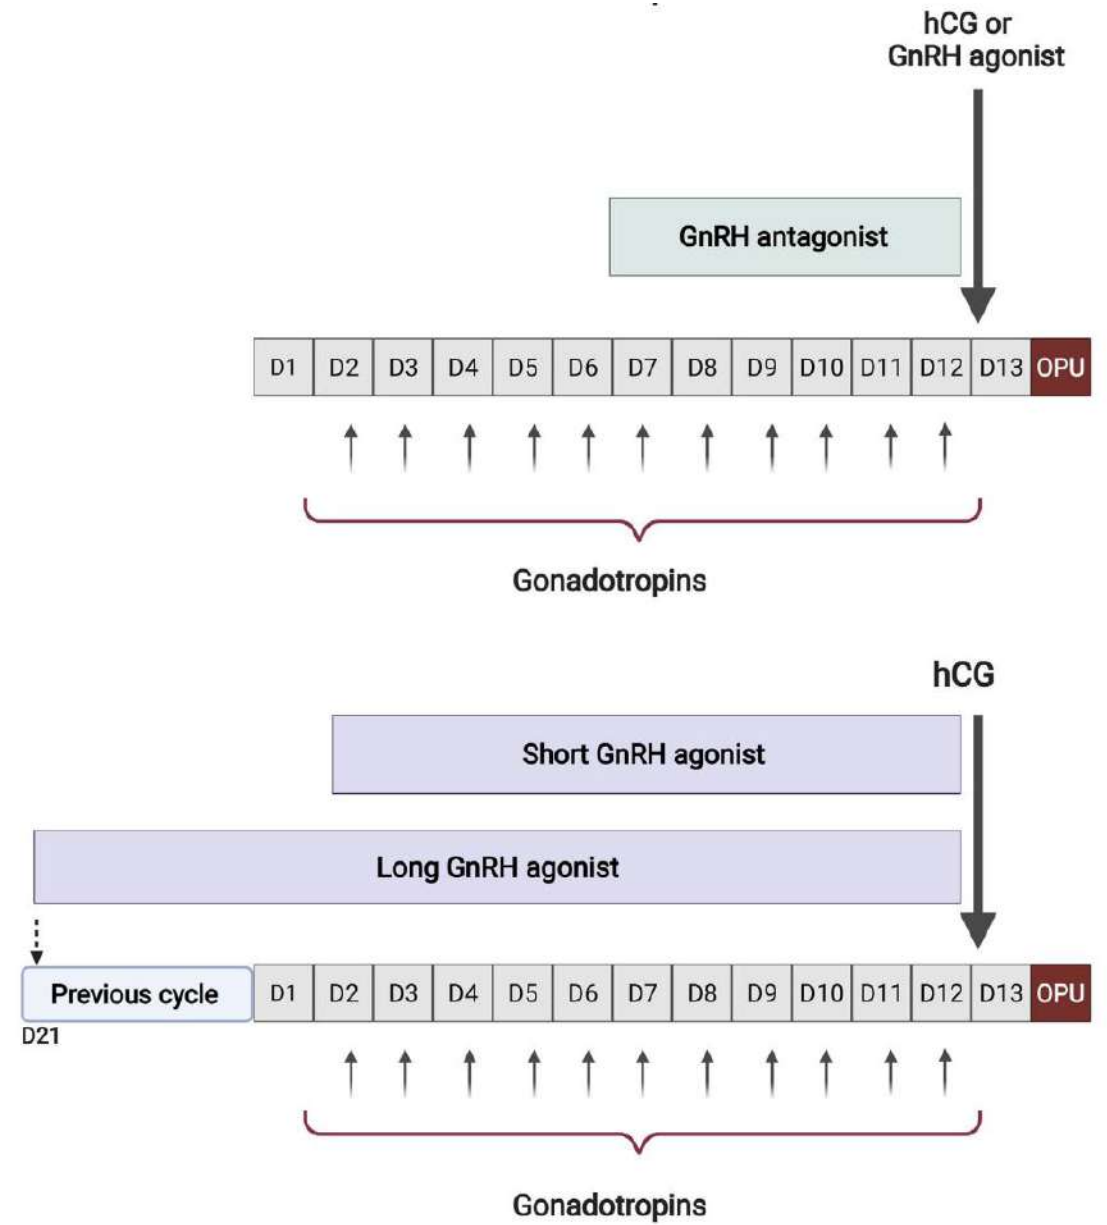 hCG or
GnRH agonist
GnRH antagonist
D1 D2 D3 D4 D5 D6 D7 D8 D9 D10 D11 D12 D13 OPU
Gonadotropins
hCG
Short GnRH agonist
Long GnRH agonist
Previous cycle D1 D2 D3 D4 D5 D6 D7 D8 D9 D10 D11 D12 D13 OPU
D21
Gonadotropins